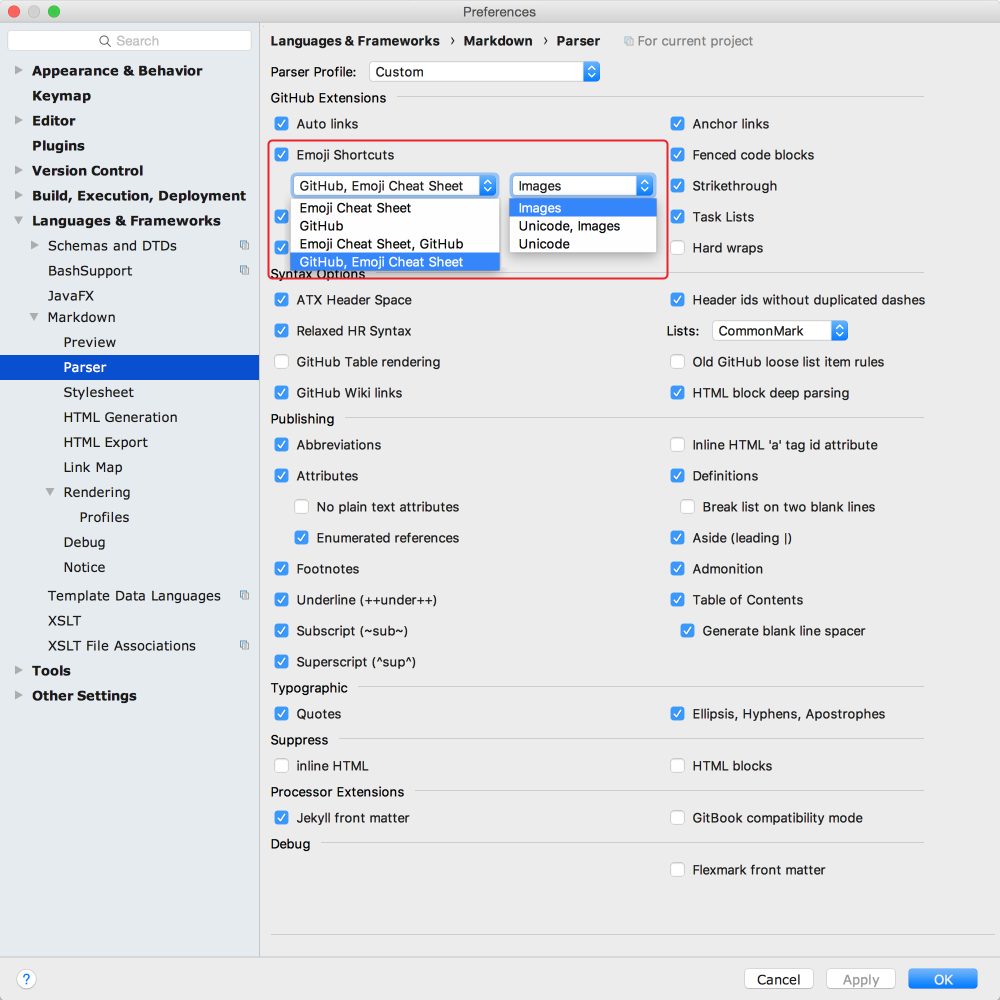 Preferences
Search
Appearance & Behavior
Keymap
Editor
Plugins
Version Control
Build, Execution, Deployment
Languages & Frameworks
Schemas and DTDs
BashSupport
JavaFX
Markdown
Preview
Parser
Stylesheet
HTML Generation
HTML Export
Link Map
Rendering
Profiles
Debug
Notice
Template Data Languages
XSLT
XSLT File Associations
Tools
Other Settings
Languages & Frameworks › Markdown › Parser For current project
Parser Profile: Custom
GitHub Extensions
Auto links
Anchor links
Emoji Shortcuts
Fenced code blocks
GitHub, Emoji Cheat Sheet
Images
Strikethrough
Emoji Cheat Sheet
GitHub
Emoji Cheat Sheet, GitHub
GitHub, Emoji Cheat Sheet
Images
Unicode, Images
Unicode
Task Lists
Hard wraps
Syntax Options
ATX Header Space
Header ids without duplicated dashes
Relaxed HR Syntax
Lists: CommonMark
GitHub Table rendering
Old GitHub loose list item rules
GitHub Wiki links
HTML block deep parsing
Publishing
Abbreviations
Inline HTML 'a' tag id attribute
Attributes
Definitions
No plain text attributes
Break list on two blank lines
Enumerated references
Aside (leading |)
Footnotes
Admonition
Underline (++under++)
Table of Contents
Subscript (~sub~)
Generate blank line spacer
Superscript (^sup^)
Typographic
Quotes
Ellipsis, Hyphens, Apostrophes
Suppress
inline HTML
HTML blocks
Processor Extensions
Jekyll front matter
GitBook compatibility mode
Debug
Flexmark front matter
?
Cancel
Apply
OK